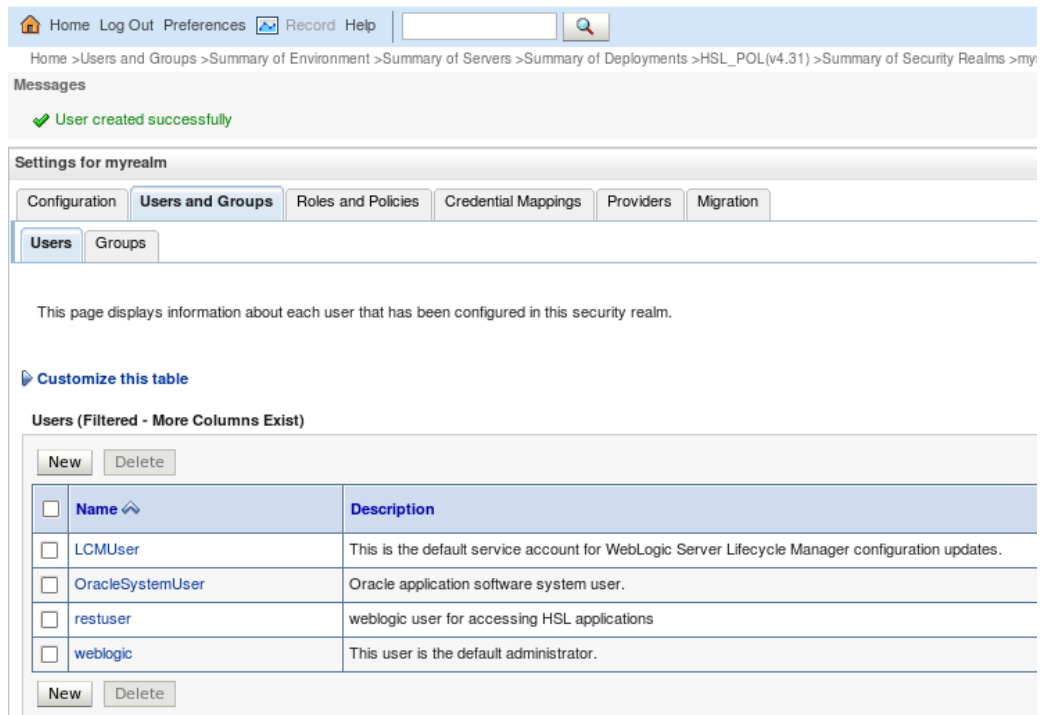 Home Log Out Preferences Record Help
Home >Users and Groups >Summary of Environment >Summary of Servers >Summary of Deployments >HSL_POL(v4.31) >Summary of Security Realms >my
Messages
User created successfully
Settings for myrealm
Configuration Users and Groups Roles and Policies Credential Mappings Providers Migration
Users Groups
This page displays information about each user that has been configured in this security realm.
Customize this table
Users (Filtered - More Columns Exist)
New Delete
Name Description
LCMUser This is the default service account for WebLogic Server Lifecycle Manager configuration updates.
OracleSystemUser Oracle application software system user.
restuser weblogic user for accessing HSL applications
weblogic This user is the default administrator.
New Delete